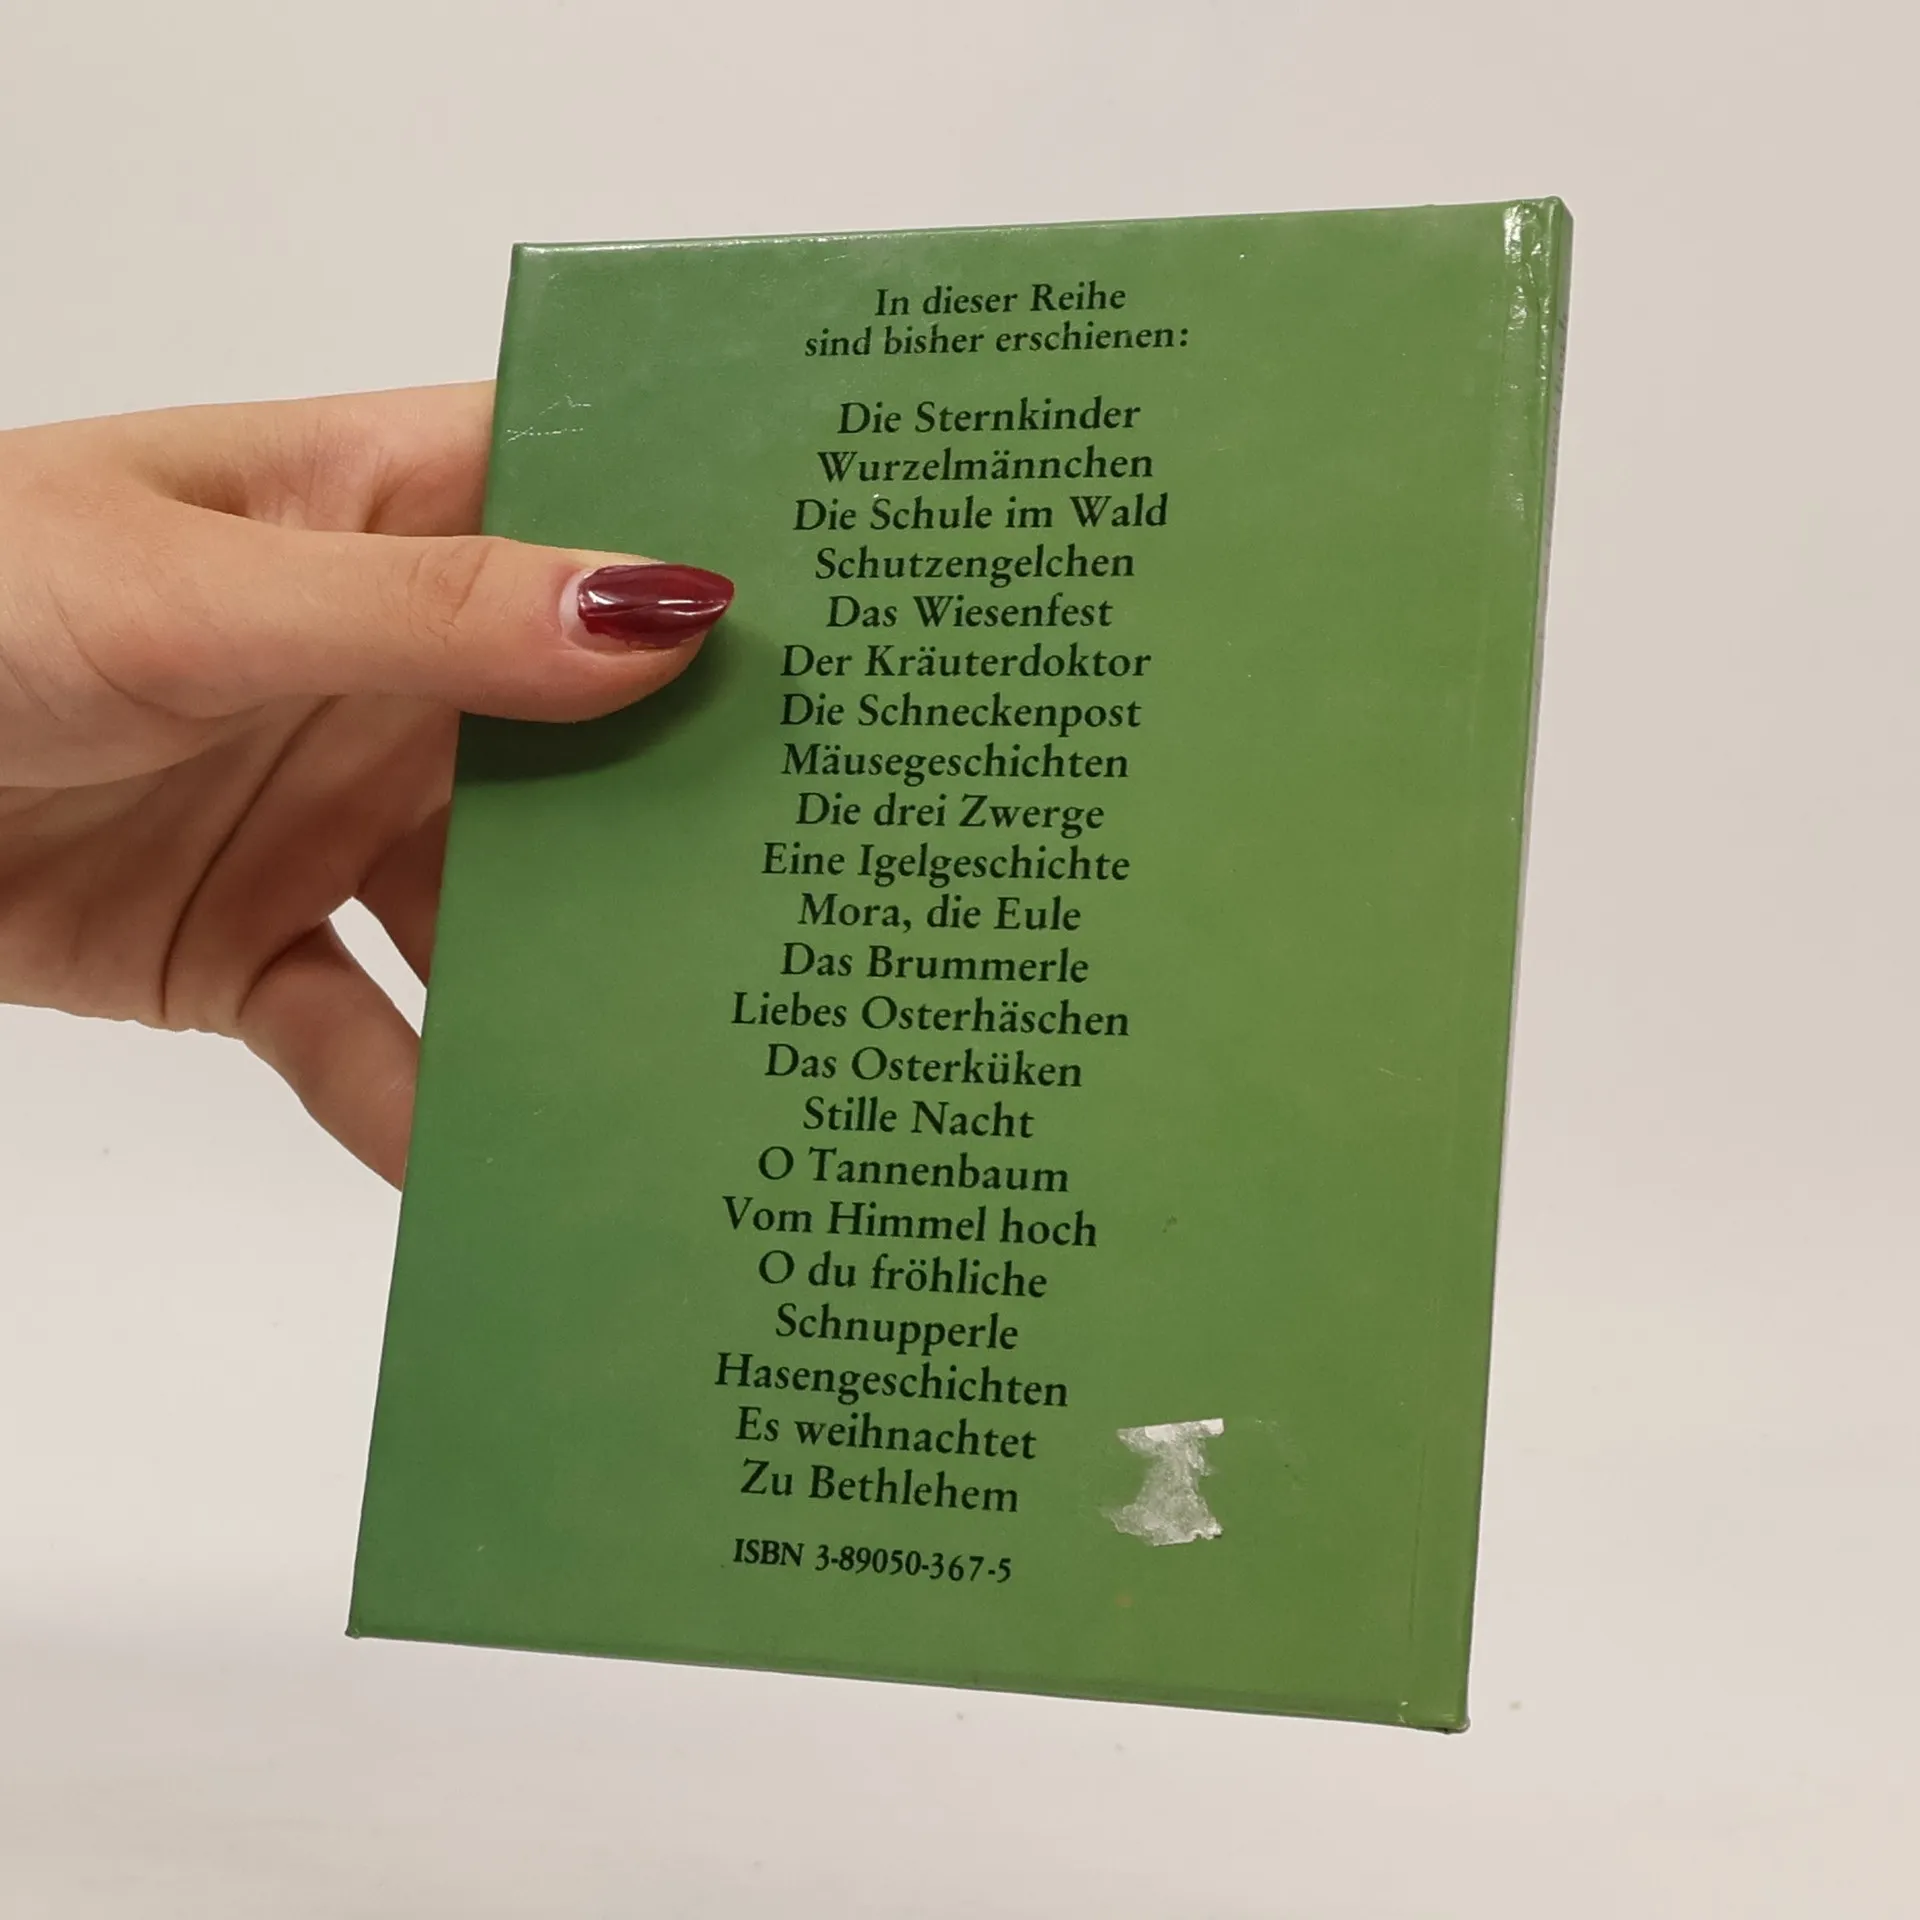 In dieser Reihe
sind bisher erschienen:
Die Sternkinder
Wurzelmännchen
Die Schule im Wald
Schutzengelchen
Das Wiesenfest
Der Kräuterdoktor
Die Schneckenpost
Mäusegeschichten
Die drei Zwerge
Eine Igelgeschichte
Mora, die Eule
Das Brummerle
Liebes Osterhäschen
Das Osterküken
Stille Nacht
O Tannenbaum
Vom Himmel hoch
O du fröhliche
Schnupperle
Hasengeschichten
Es weihnachtet
Zu Bethlehem
ISBN 3-89050-367-5